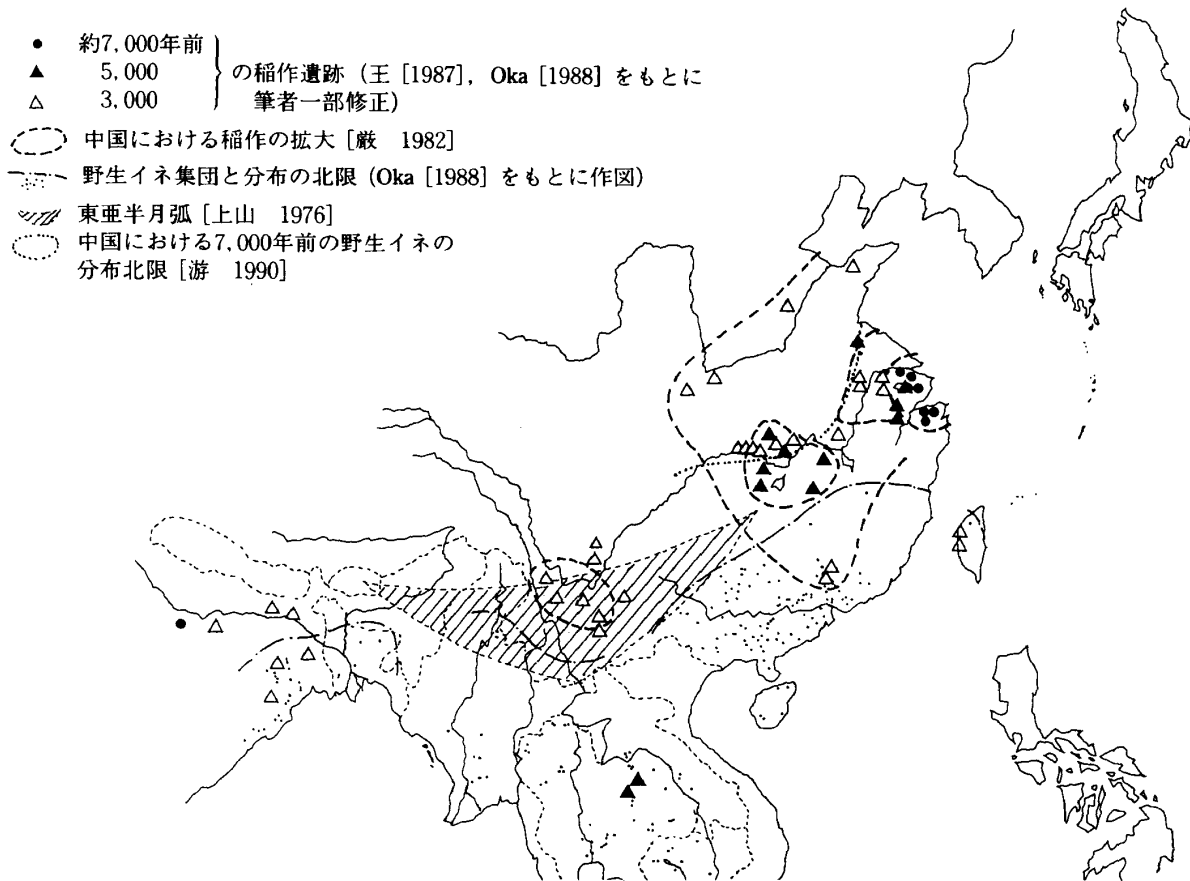 約7,000年前
5,000
3,000
の稲作遺跡（王［1987］，Oka［1988］をもとに
筆者一部修正）
中国における稲作の拡大［厳　1982］
野生イネ集団と分布の北限（Oka［1988］をもとに作図）
東亜半月弧［上山　1976］
中国における7,000年前の野生イネの
分布北限［游　1990］